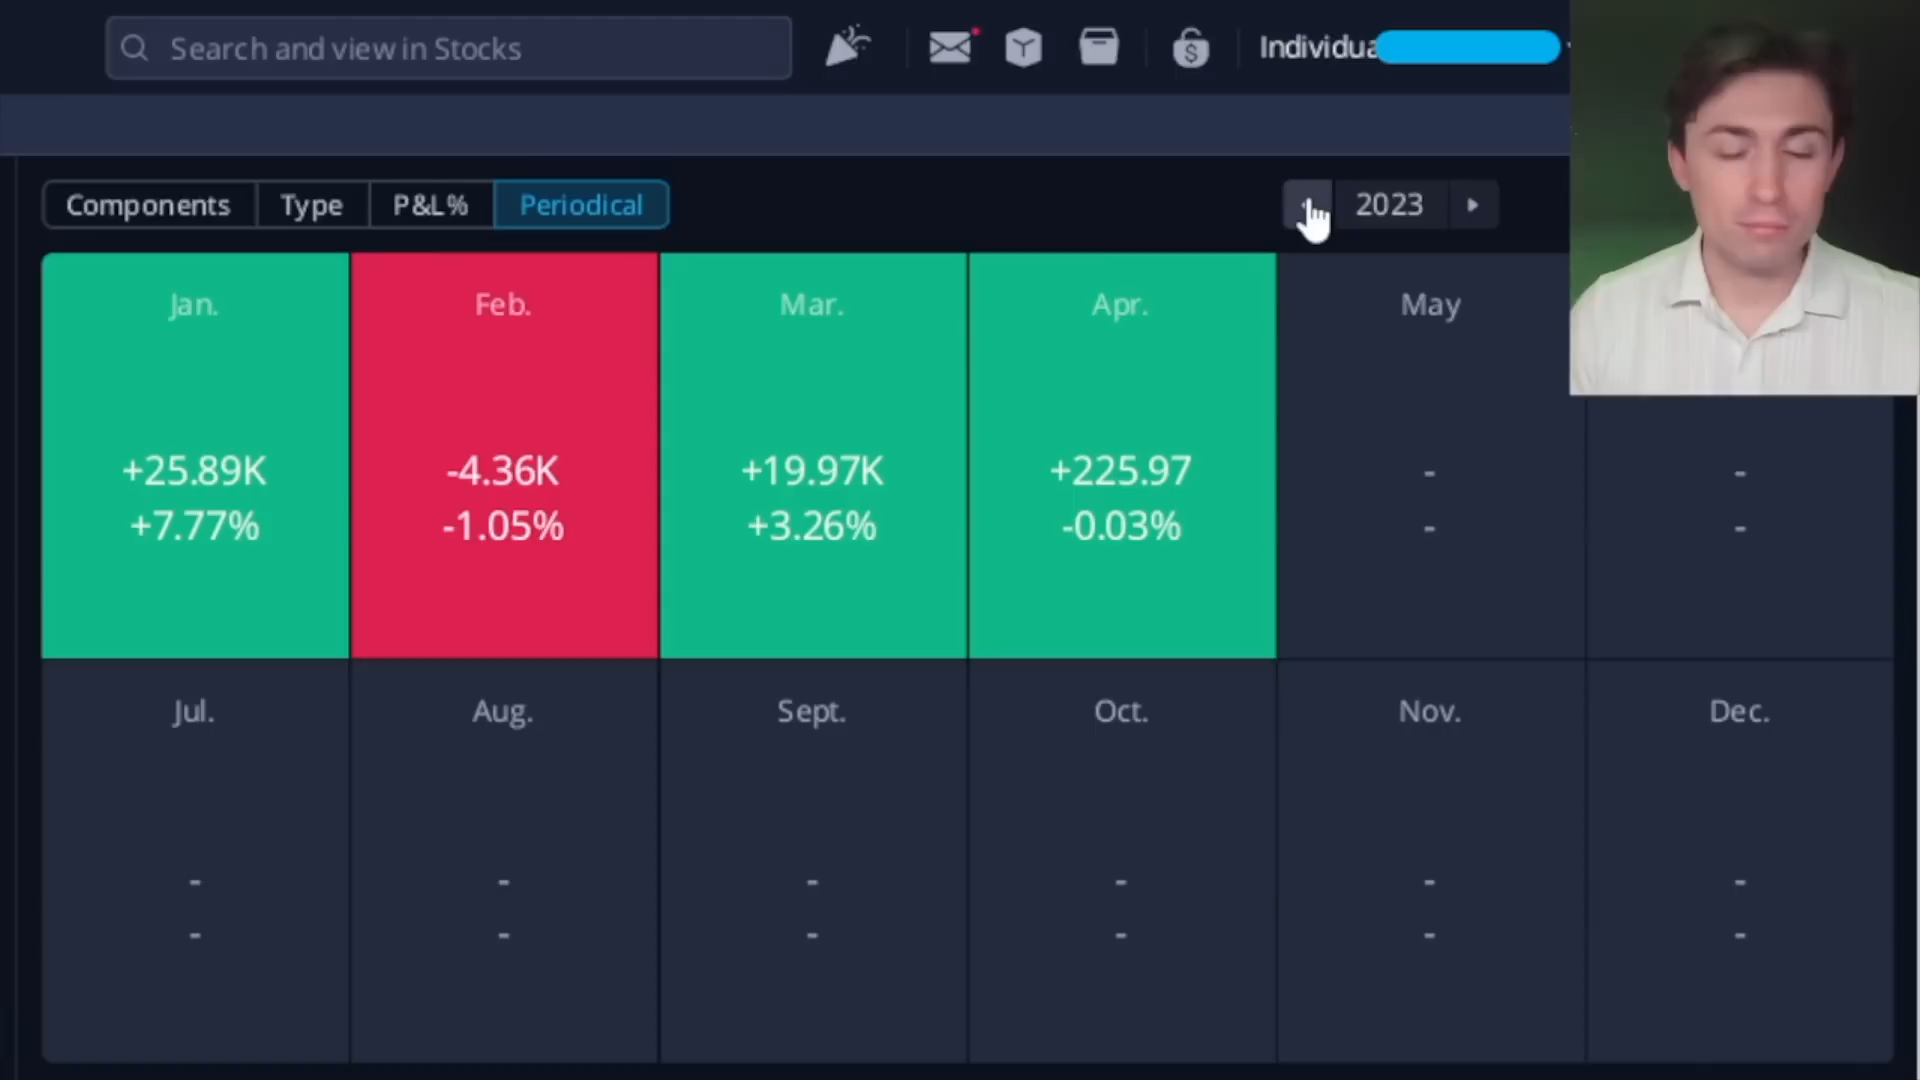 Search and view in Stocks
Individua
Components Type P&L% Periodical
2023
Jan. Feb. Mar. Apr. May
+25.89K -4.36K +19.97K +225.97 - -
+7.77% -1.05% +3.26% -0.03% - -
Jul. Aug. Sept. Oct. Nov. Dec.
- - - - - -
- - - - - -